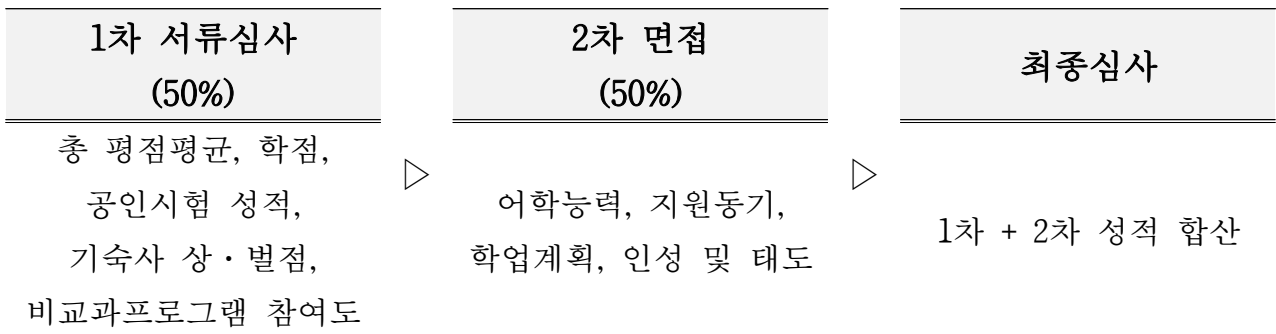 1차 서류심사
(50%)
총 평점평균, 학점,
공인시험 성적,
기숙사 상·벌점,
비교과프로그램 참여도
▷
2차 면접
(50%)
어학능력, 지원동기,
학업계획, 인성 및 태도
▷
최종심사
1차 + 2차 성적 합산